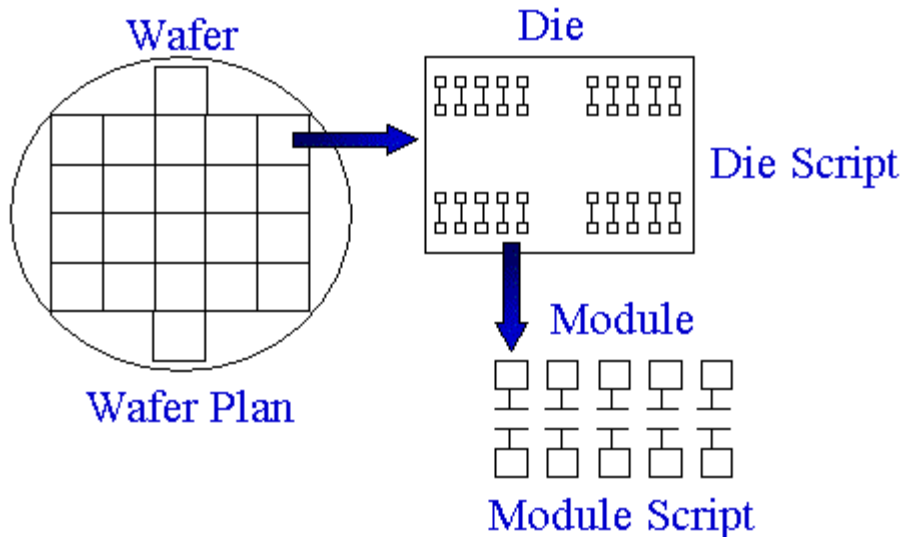 Wafer
Die
Die Script
Module
Wafer Plan
Module Script